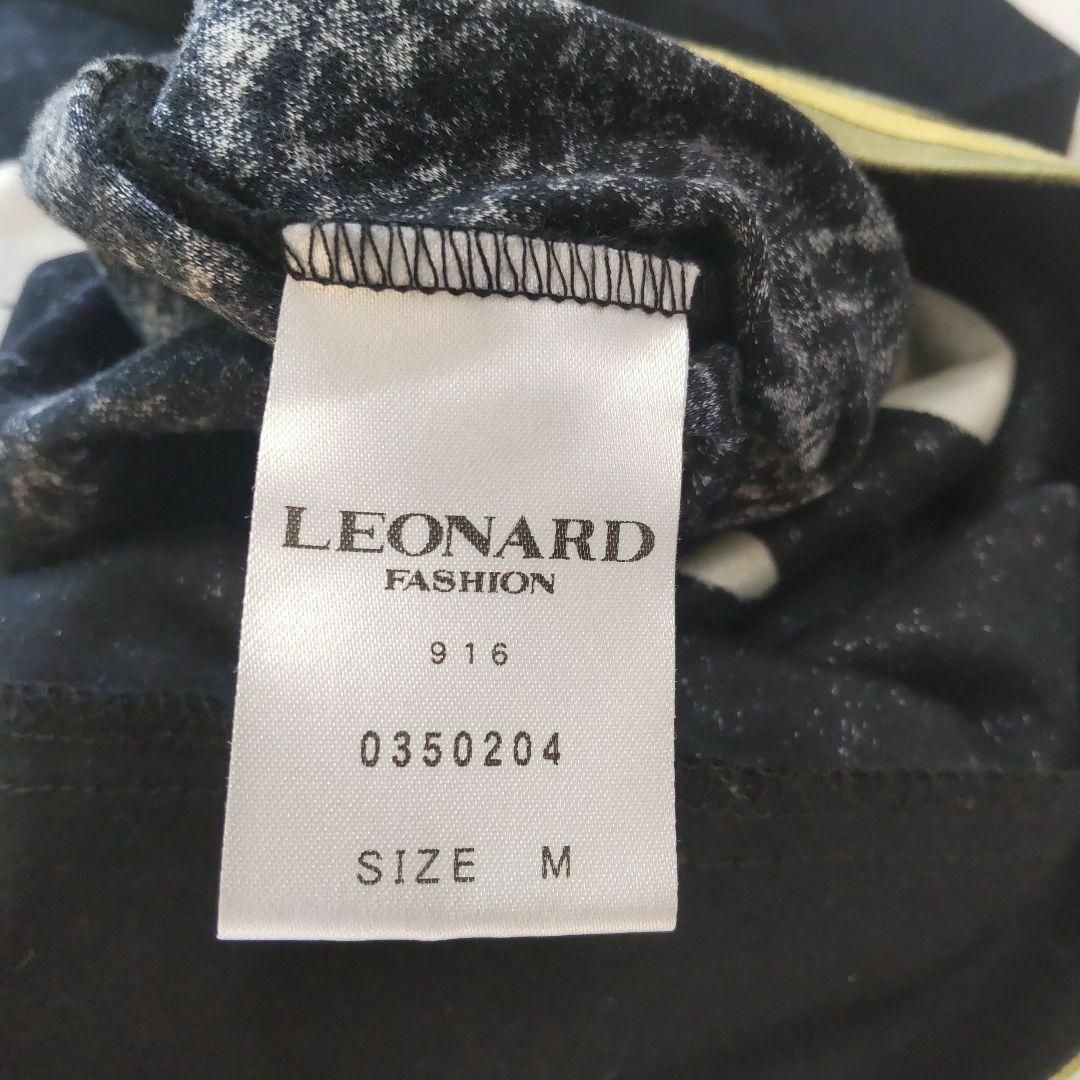 LEONARD
FASHION
916
0350204
SIZE M